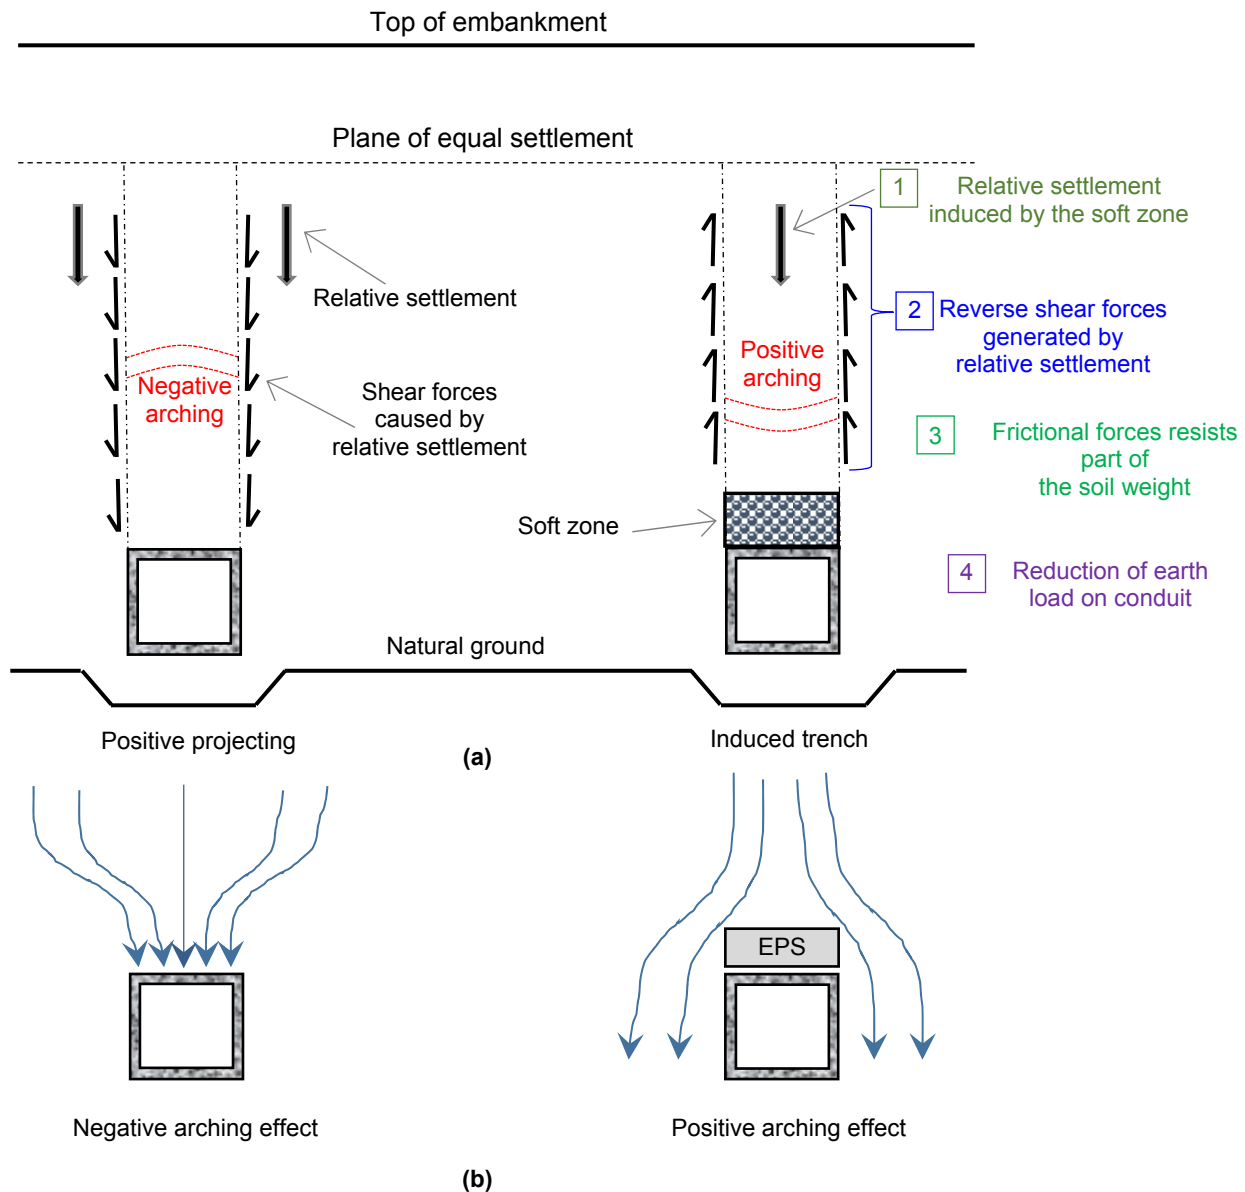 Top of embankment
Plane of equal settlement
1
Relative settlement
induced by the soft zone
Relative settlement
2
Reverse shear forces
generated by
relative settlement
Negative
arching
Positive
arching
Shear forces
caused by
relative settlement
3
Frictional forces resists
part of
the soil weight
Soft zone
4
Reduction of earth
load on conduit
Natural ground
Positive projecting
Induced trench
(a)
EPS
Negative arching effect
Positive arching effect
(b)